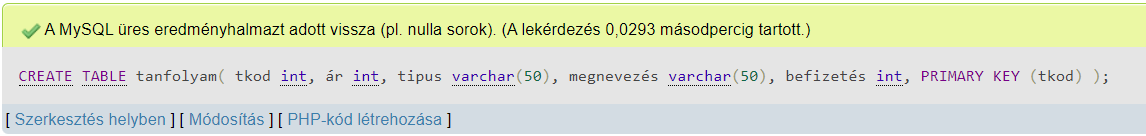 A MySQL üres eredményhalmazt adott vissza (pl. nulla sorok). (A lekérdezés 0,0293 másodpercig tartott.)
CREATE TABLE tanfolyam( tkod int, ár int, tipus varchar(50), megnevezés varchar(50), befizetés int, PRIMARY KEY (tkod) );
[ Szerkesztés helyben ] [ Módosítás ] [ PHP-kód létrehozása ]